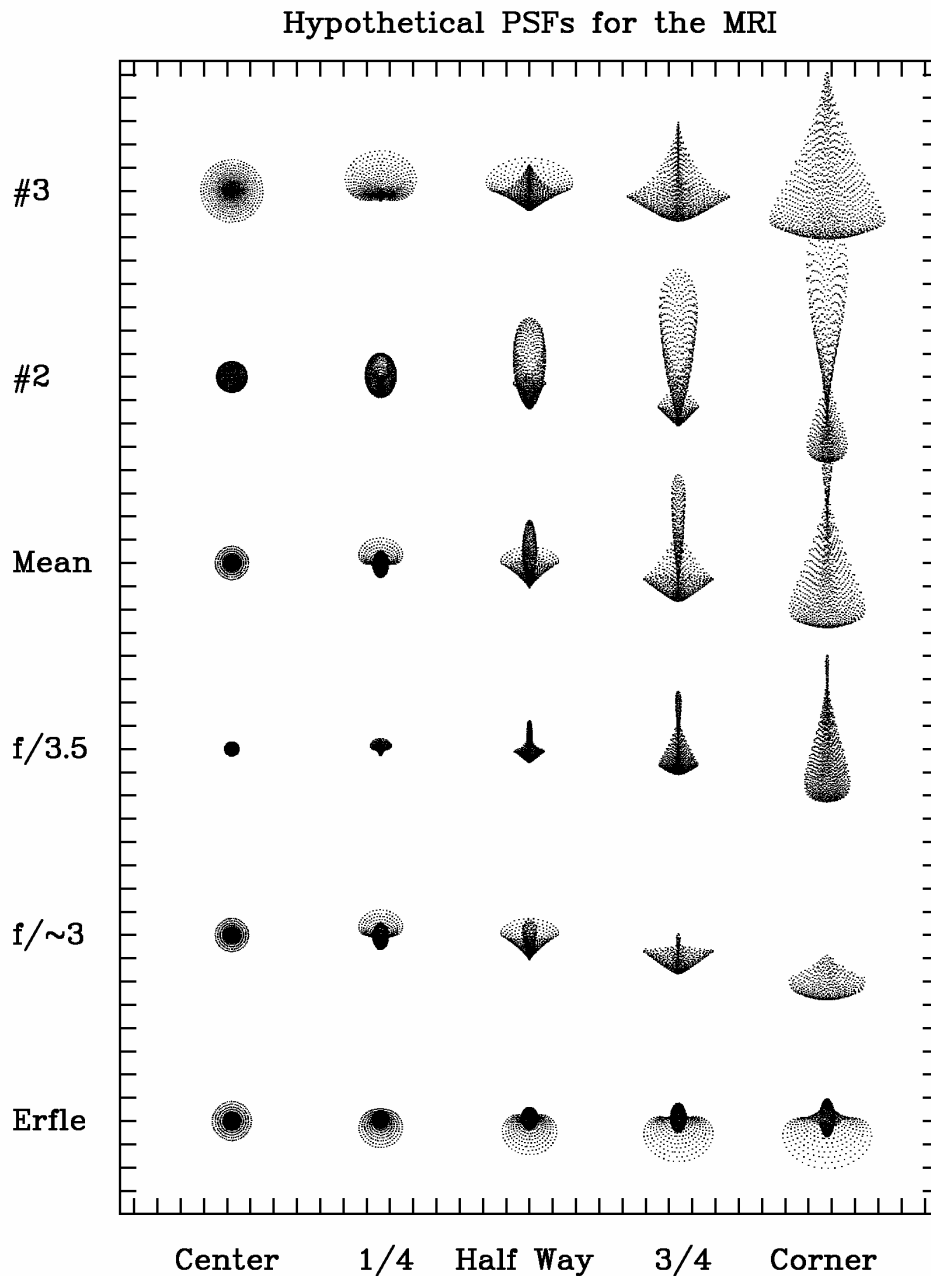 Hypothetical PSFs for the MRI
#3
#2
Mean
f/3.5
f/~3
Erfle
Center 1/4 Half Way 3/4 Corner